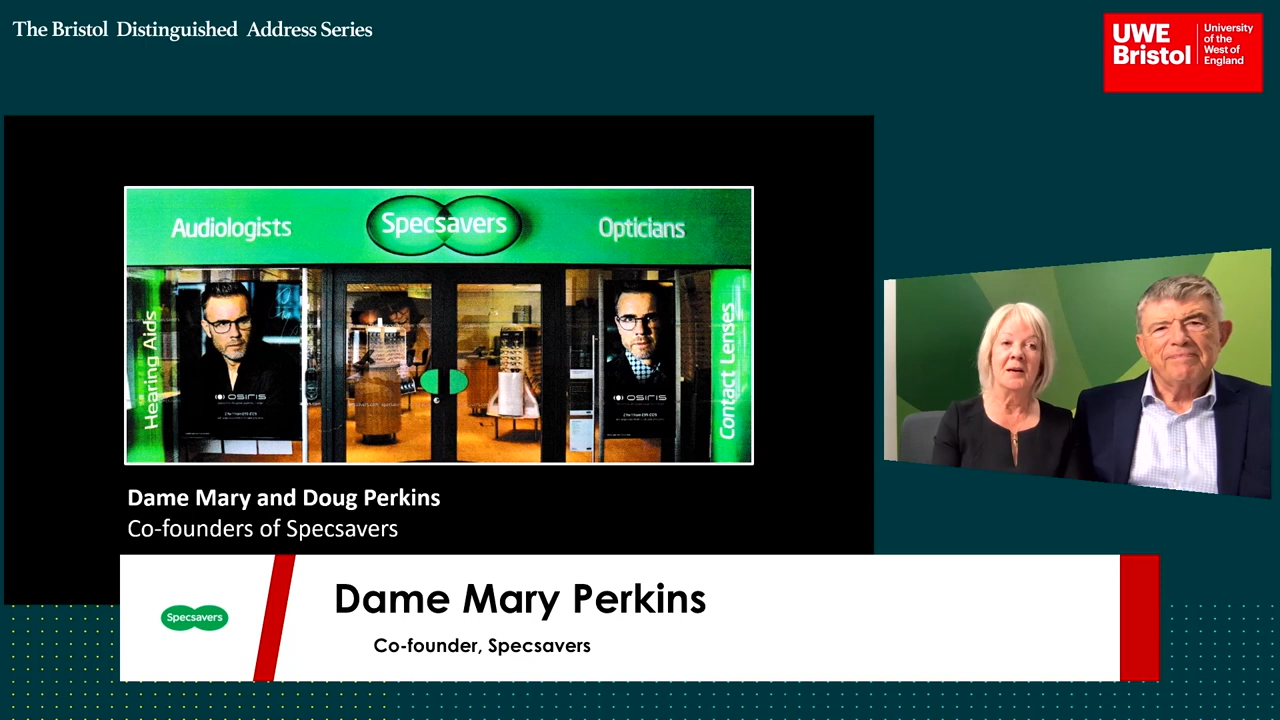 The Bristol Distinguished Address Series
UWE
Bristol
University
of the
West of
England
Audiologists
Specsavers
Opticians
Hearing Aids
OSIRIS
OSIRIS
Contact Lenses
Dame Mary and Doug Perkins
Co-founders of Specsavers
Specsavers
Dame Mary Perkins
Co-founder, Specsavers